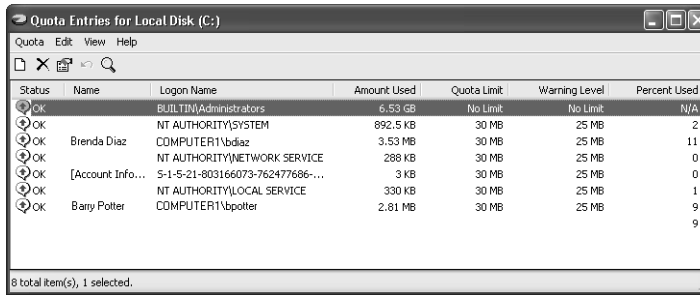 Quota Entries for Local Disk (C:)
Quota Edit View Help
Status Name Logon Name Amount Used Quota Limit Warning Level Percent Used
OK BUILTIN\Administrators 6.53 GB No Limit No Limit N/A
OK NT AUTHORITY\SYSTEM 892.5 KB 30 MB 25 MB 2
OK Brenda Diaz COMPUTER1\bdiaz 3.53 MB 30 MB 25 MB 11
OK NT AUTHORITY\NETWORK SERVICE 288 KB 30 MB 25 MB 0
OK [Account Info... S-1-5-21-803166073-762477686-... 3 KB 30 MB 25 MB 0
OK NT AUTHORITY\LOCAL SERVICE 330 KB 30 MB 25 MB 1
OK Barry Potter COMPUTER1\bpotter 2.81 MB 30 MB 25 MB 9
9
8 total item(s), 1 selected.